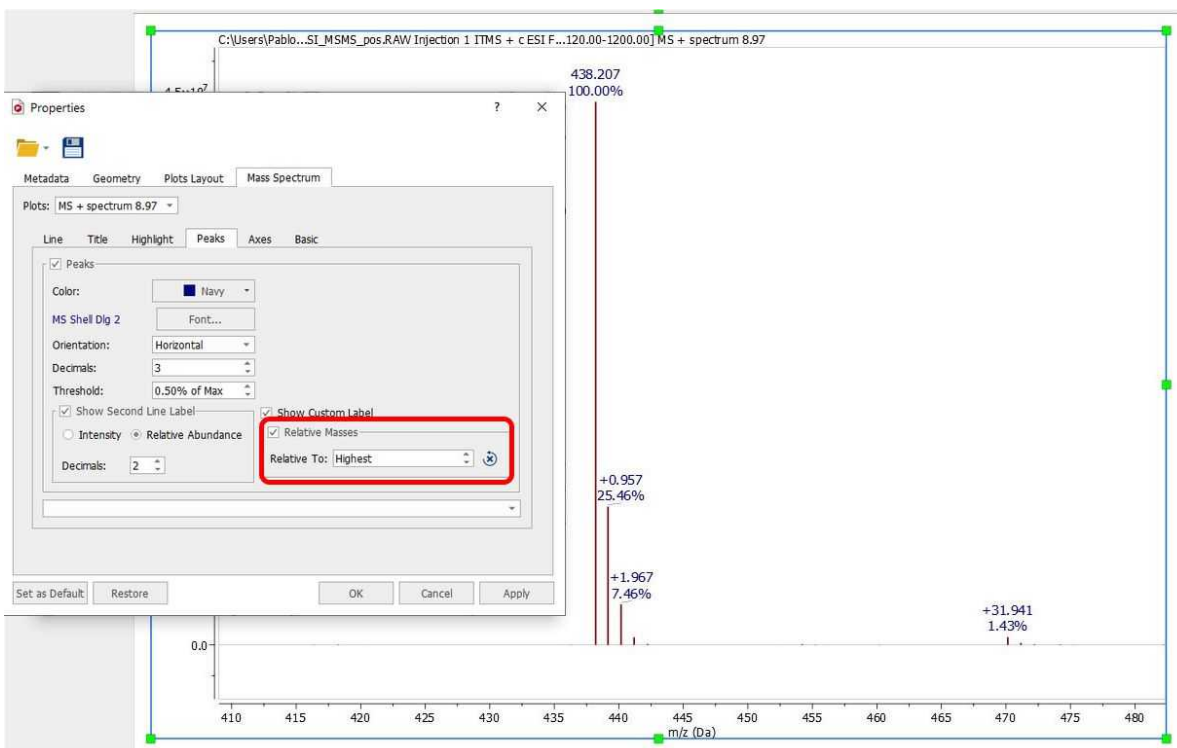 C:\Users\Pablo...SI_MSMS_pos.RAW Injection 1 ITMS + c ESI F...120.00-1200.00] MS + spectrum 8.97
438.207
100.00%
Properties
?
Metadata Geometry Plots Layout Mass Spectrum
Plots: MS + spectrum 8.97
Line Title Highlight Peaks Axes Basic
Peaks
Color: Navy
MS Shell Dlg 2 Font...
Orientation: Horizontal
Decimals: 3
Threshold: 0.50% of Max
Show Second Line Label Show Custom Label
Intensity Relative Abundance
Decimals: 2
Relative Masses
Relative To: Highest
Set as Default Restore OK Cancel Apply
+0.957
25.46%
+1.967
7.46%
+31.941
1.43%
0.0
410 415 420 425 430 435 440 445 450 455 460 465 470 475 480
m/z (Da)